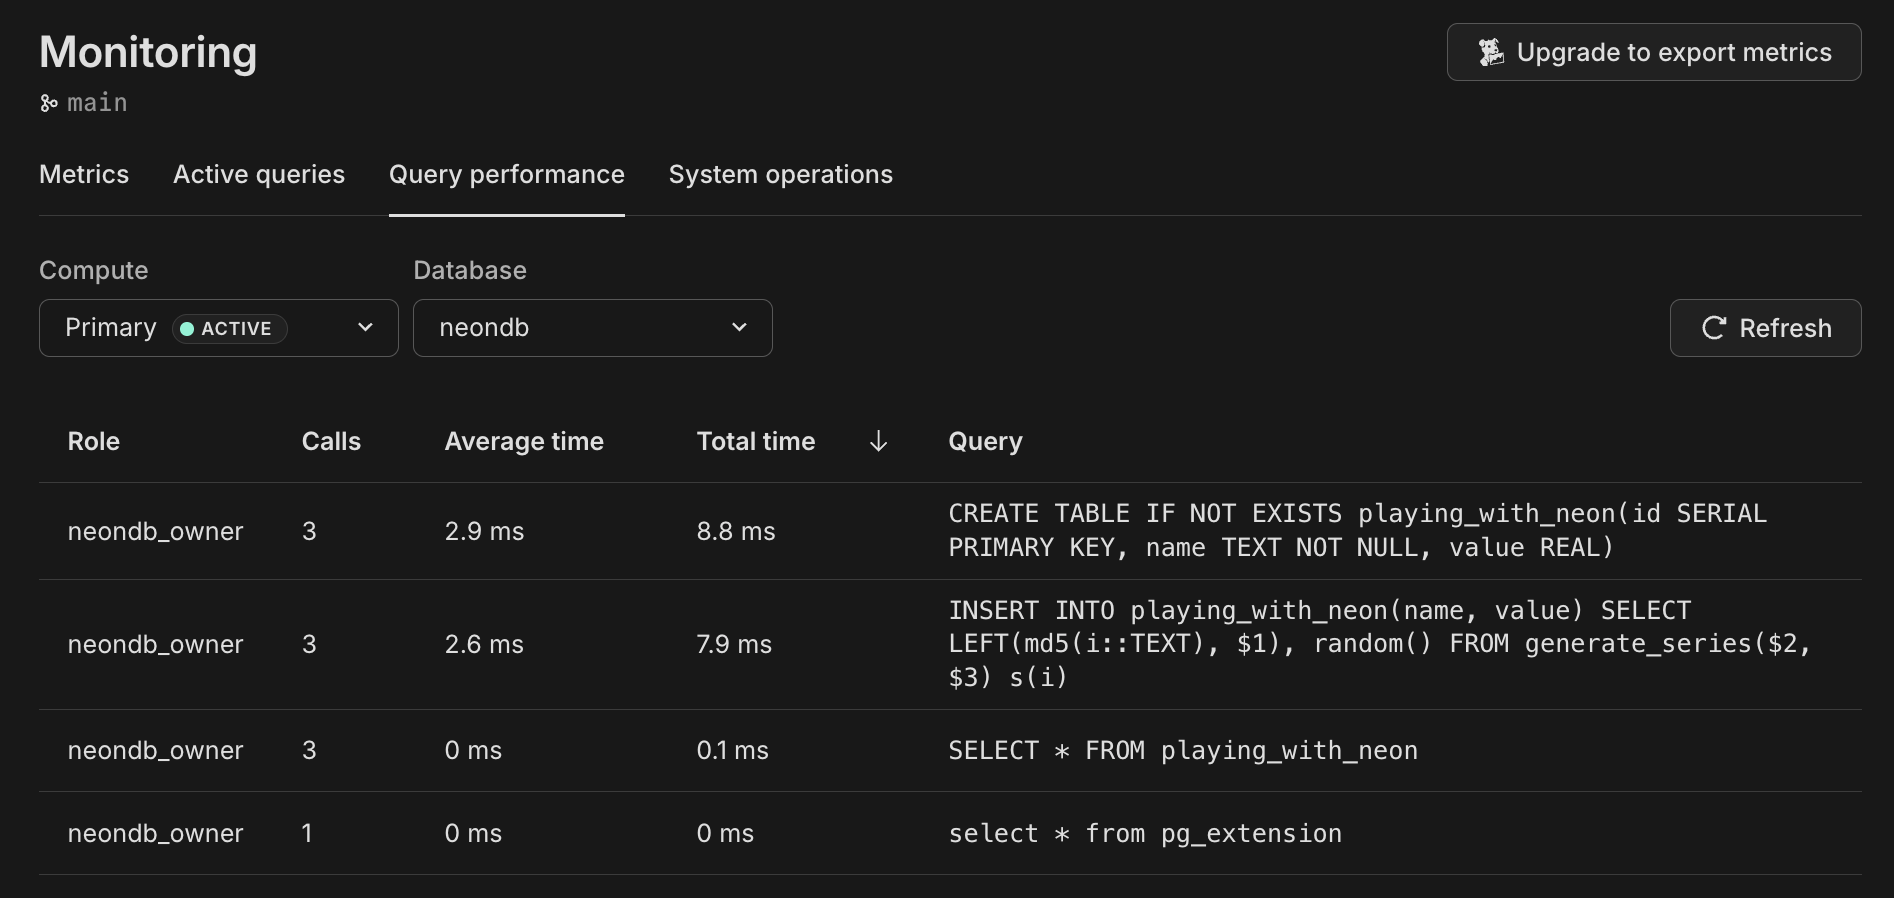 Monitoring
Upgrade to export metrics
main
Metrics
Active queries
Query performance
System operations
Compute
Database
Primary
ACTIVE
neondb
Refresh
Role
Calls
Average time
Total time
Query
neondb_owner
3
2.9 ms
8.8 ms
CREATE TABLE IF NOT EXISTS playing_with_neon(id SERIAL
PRIMARY KEY, name TEXT NOT NULL, value REAL)
neondb_owner
3
2.6 ms
7.9 ms
INSERT INTO playing_with_neon(name, value) SELECT
LEFT(md5(i::TEXT), $1), random() FROM generate_series($2,
$3) s(i)
neondb_owner
3
0 ms
0.1 ms
SELECT * FROM playing_with_neon
neondb_owner
1
0 ms
0 ms
select * from pg_extension